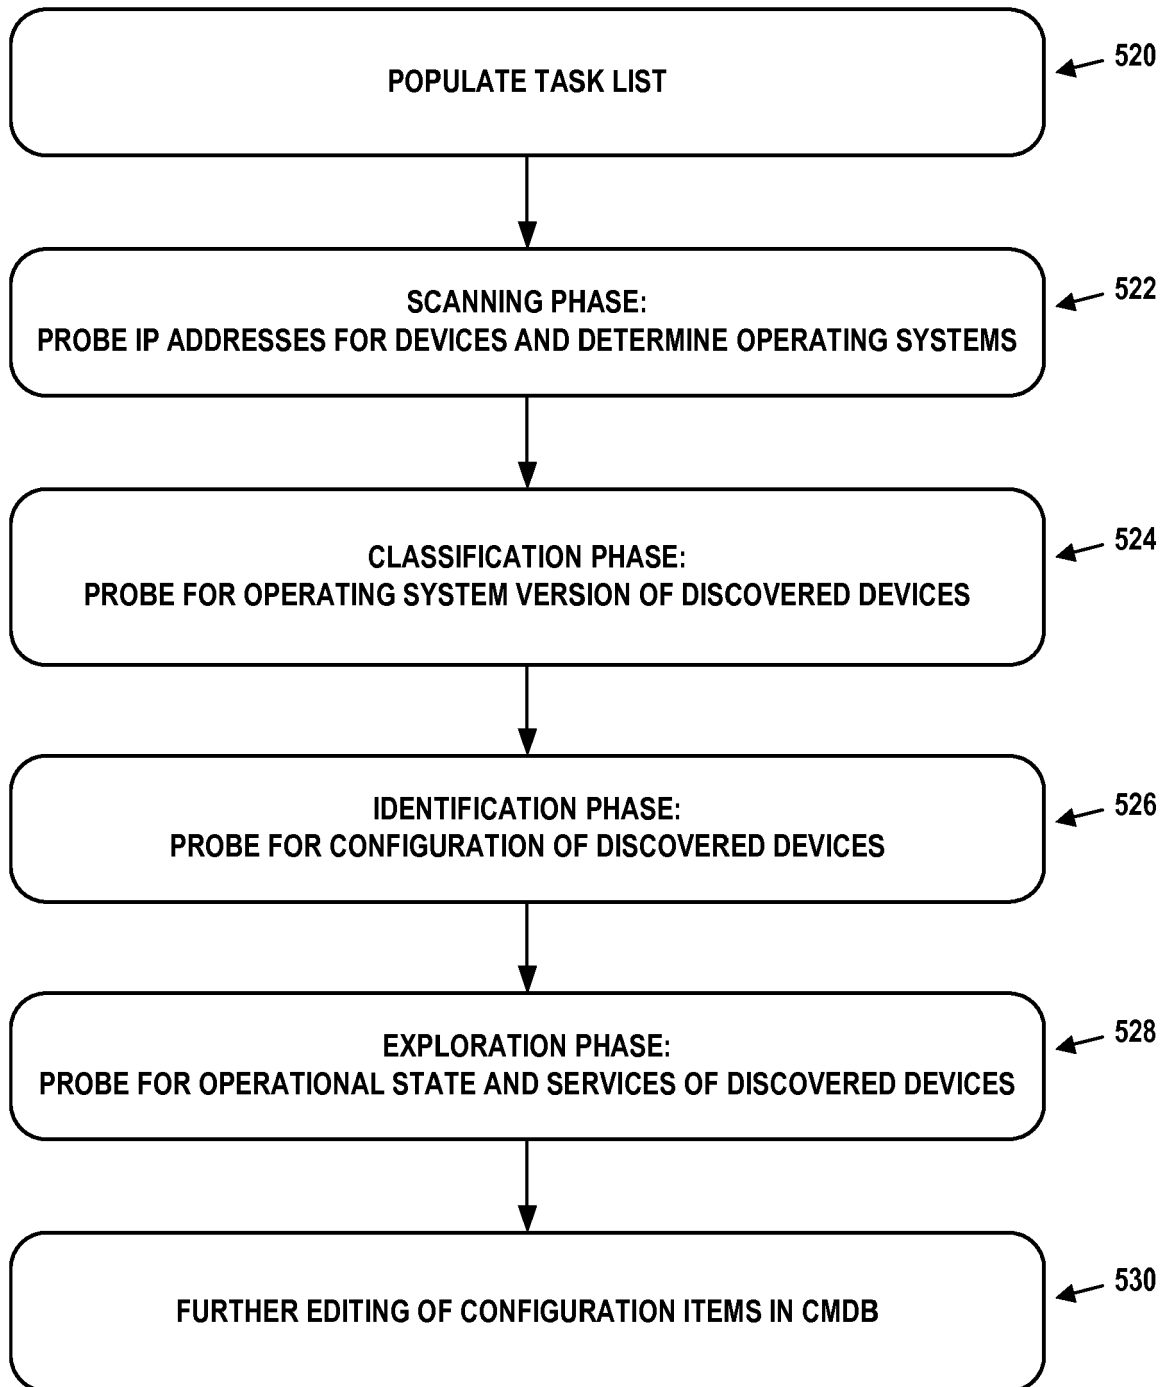 POPULATE TASK LIST
520
SCANNING PHASE:
PROBE IP ADDRESSES FOR DEVICES AND DETERMINE OPERATING SYSTEMS
522
CLASSIFICATION PHASE:
PROBE FOR OPERATING SYSTEM VERSION OF DISCOVERED DEVICES
524
IDENTIFICATION PHASE:
PROBE FOR CONFIGURATION OF DISCOVERED DEVICES
526
EXPLORATION PHASE:
PROBE FOR OPERATIONAL STATE AND SERVICES OF DISCOVERED DEVICES
528
FURTHER EDITING OF CONFIGURATION ITEMS IN CMDB
530